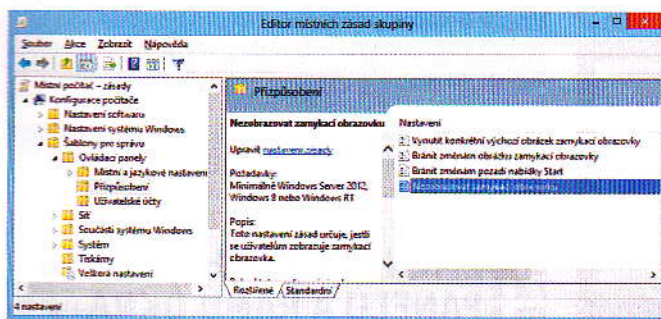 Editor místních zásad skupiny
Soubor Akce Zobrazit Nápověda
Místní počítač – zásady
Konfigurace počítače
Nastavení softwaru
Nastavení systému Windows
Šablony pro správu
Ovládací panely
Místní a jazykové nastavení
Přizpůsobení
Uživatelské účty
Síť
Součásti systému Windows
Systém
Tiskárny
Veškerá nastavení
Přizpůsobení
Nezobrazovat zamykací obrazovku
Upravit nastavení zásady
Požadavky:
Minimálně Windows Server 2012,
Windows 8 nebo Windows RT
Popis:
Toto nastavení zásad určuje, jestli
se uživatelům zobrazuje zamykací
obrazovka.
Nastavení
Vynutit konkrétní výchozí obrázek zamykací obrazovky
Bránit změnám obrázku zamykací obrazovky
Bránit změnám pozadí nabídky Start
Nezobrazovat zamykací obrazovku
Rozšířené Standardní
4 nastavení